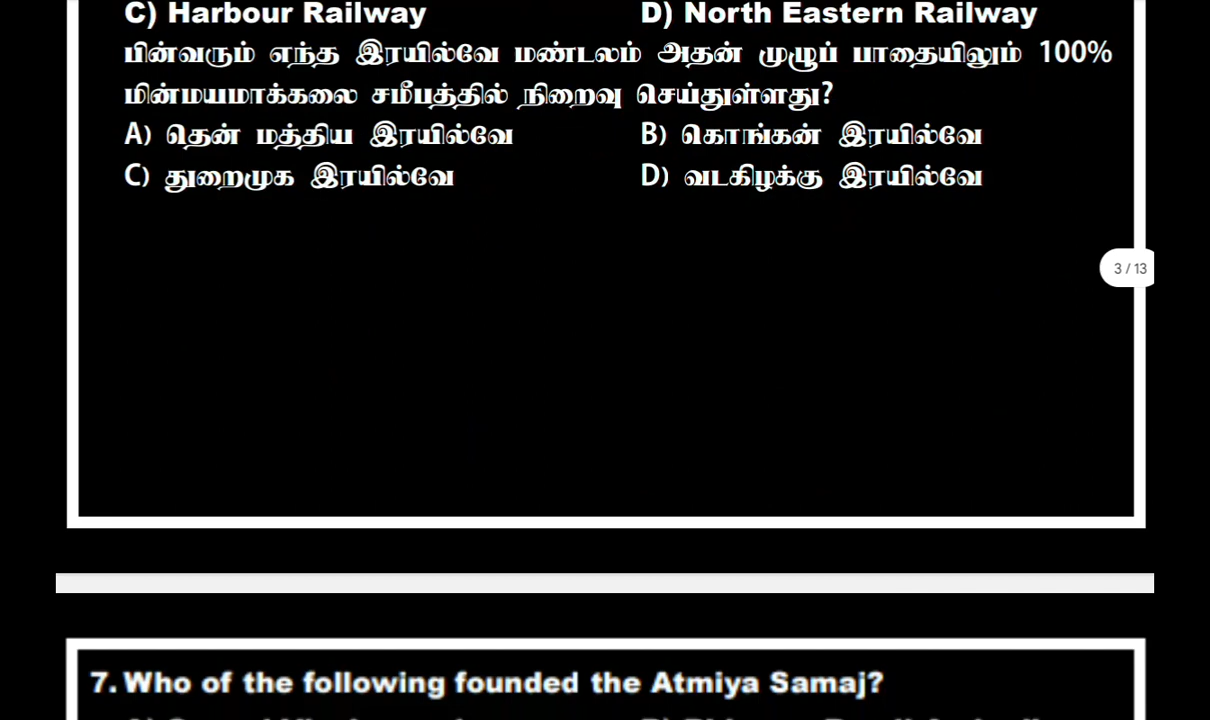 C) Harbour Railway D) North Eastern Railway
பின்வரும் எந்த இரயில்வே மண்டலம் அதன் முழுப் பாதையிலும் 100%
மின்மயமாக்கலை சமீபத்தில் நிறைவு செய்துள்ளது?
A) தென் மத்திய இரயில்வே B) கொங்கன் இரயில்வே
C) துறைமுக இரயில்வே D) வடகிழக்கு இரயில்வே
3 / 13
7. Who of the following founded the Atmiya Samaj?